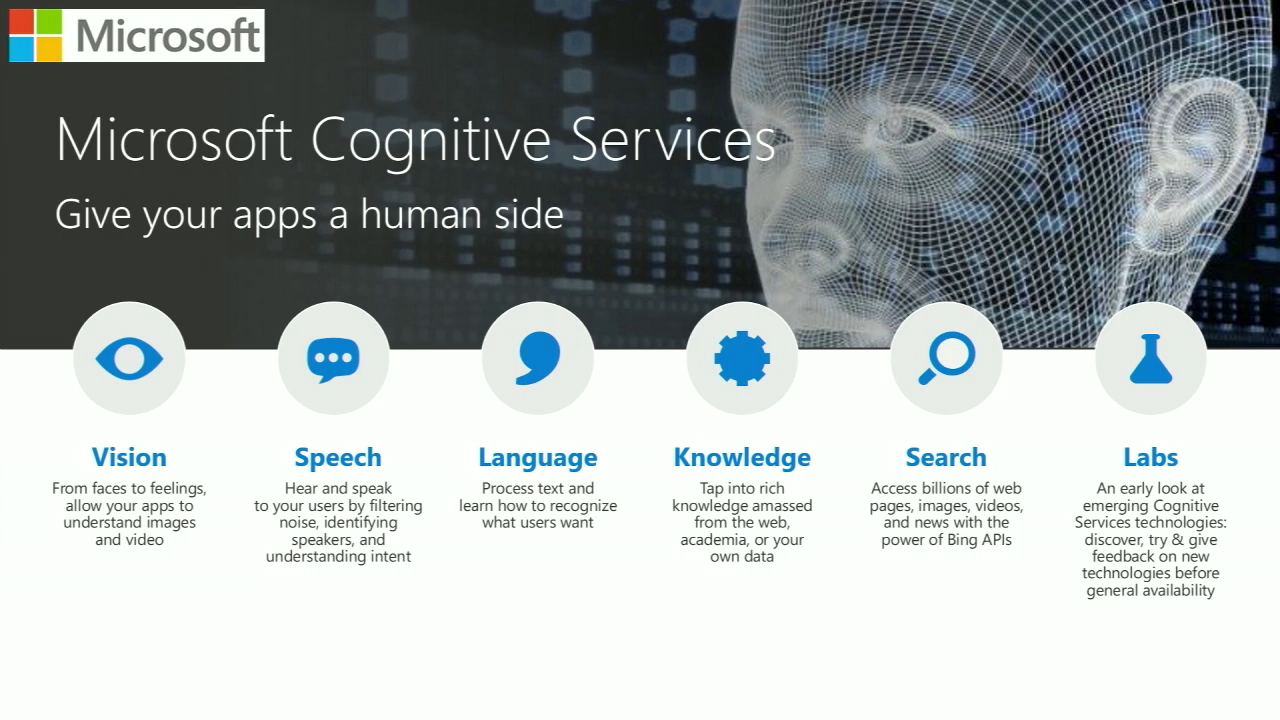 Microsoft
Microsoft Cognitive Services
Give your apps a human side
Vision
From faces to feelings,
allow your apps to
understand images
and video
Speech
Hear and speak
to your users by filtering
noise, identifying
speakers, and
understanding intent
Language
Process text and
learn how to recognize
what users want
Knowledge
Tap into rich
knowledge amassed
from the web,
academia, or your
own data
Search
Access billions of web
pages, images, videos,
and news with the
power of Bing APIs
Labs
An early look at
emerging Cognitive
Services technologies:
discover, try & give
feedback on new
technologies before
general availability